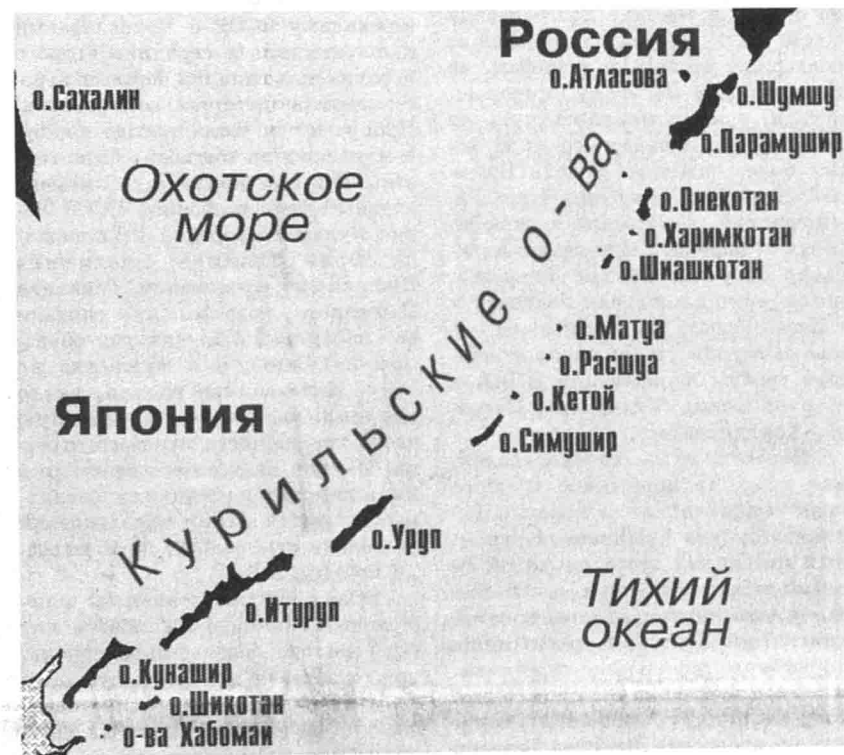 Россия
о.Атласова
о.Сахалин
о.Шумшу
о.Парамушир
Охотское
море
о.Онекотан
о.Харимкотан
о.Шиашкотан
Курильские о-ва
о.Матуа
о.Расшуа
о.Кетой
о.Симушир
Япония
о.Уруп
о.Итуруп
Тихий
океан
о.Кунашир
о.Шикотан
о-ва Хабомаи